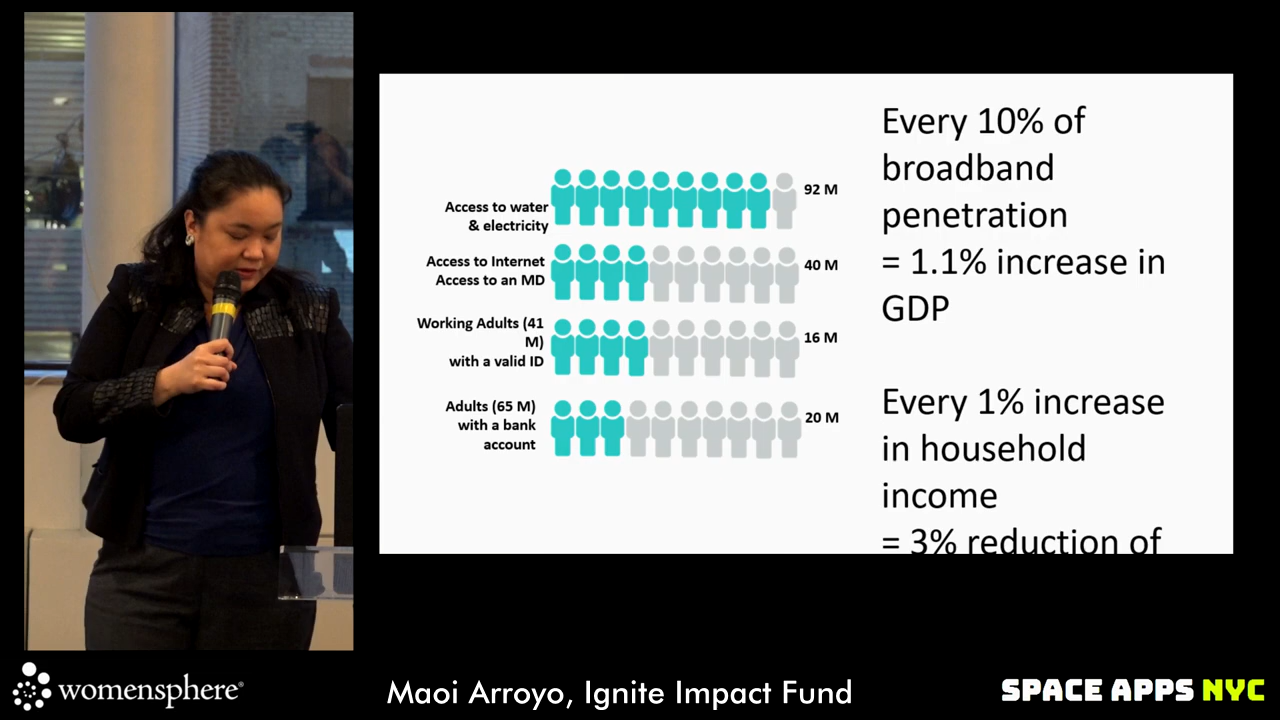 Access to water
& electricity
92 M
Access to Internet
Access to an MD
40 M
Working Adults (41
M)
with a valid ID
16 M
Adults (65 M)
with a bank
account
20 M
Every 10% of
broadband
penetration
= 1.1% increase in
GDP
Every 1% increase
in household
income
= 3% reduction of
womensphere®
Maoi Arroyo, Ignite Impact Fund
SPACE APPS NYC